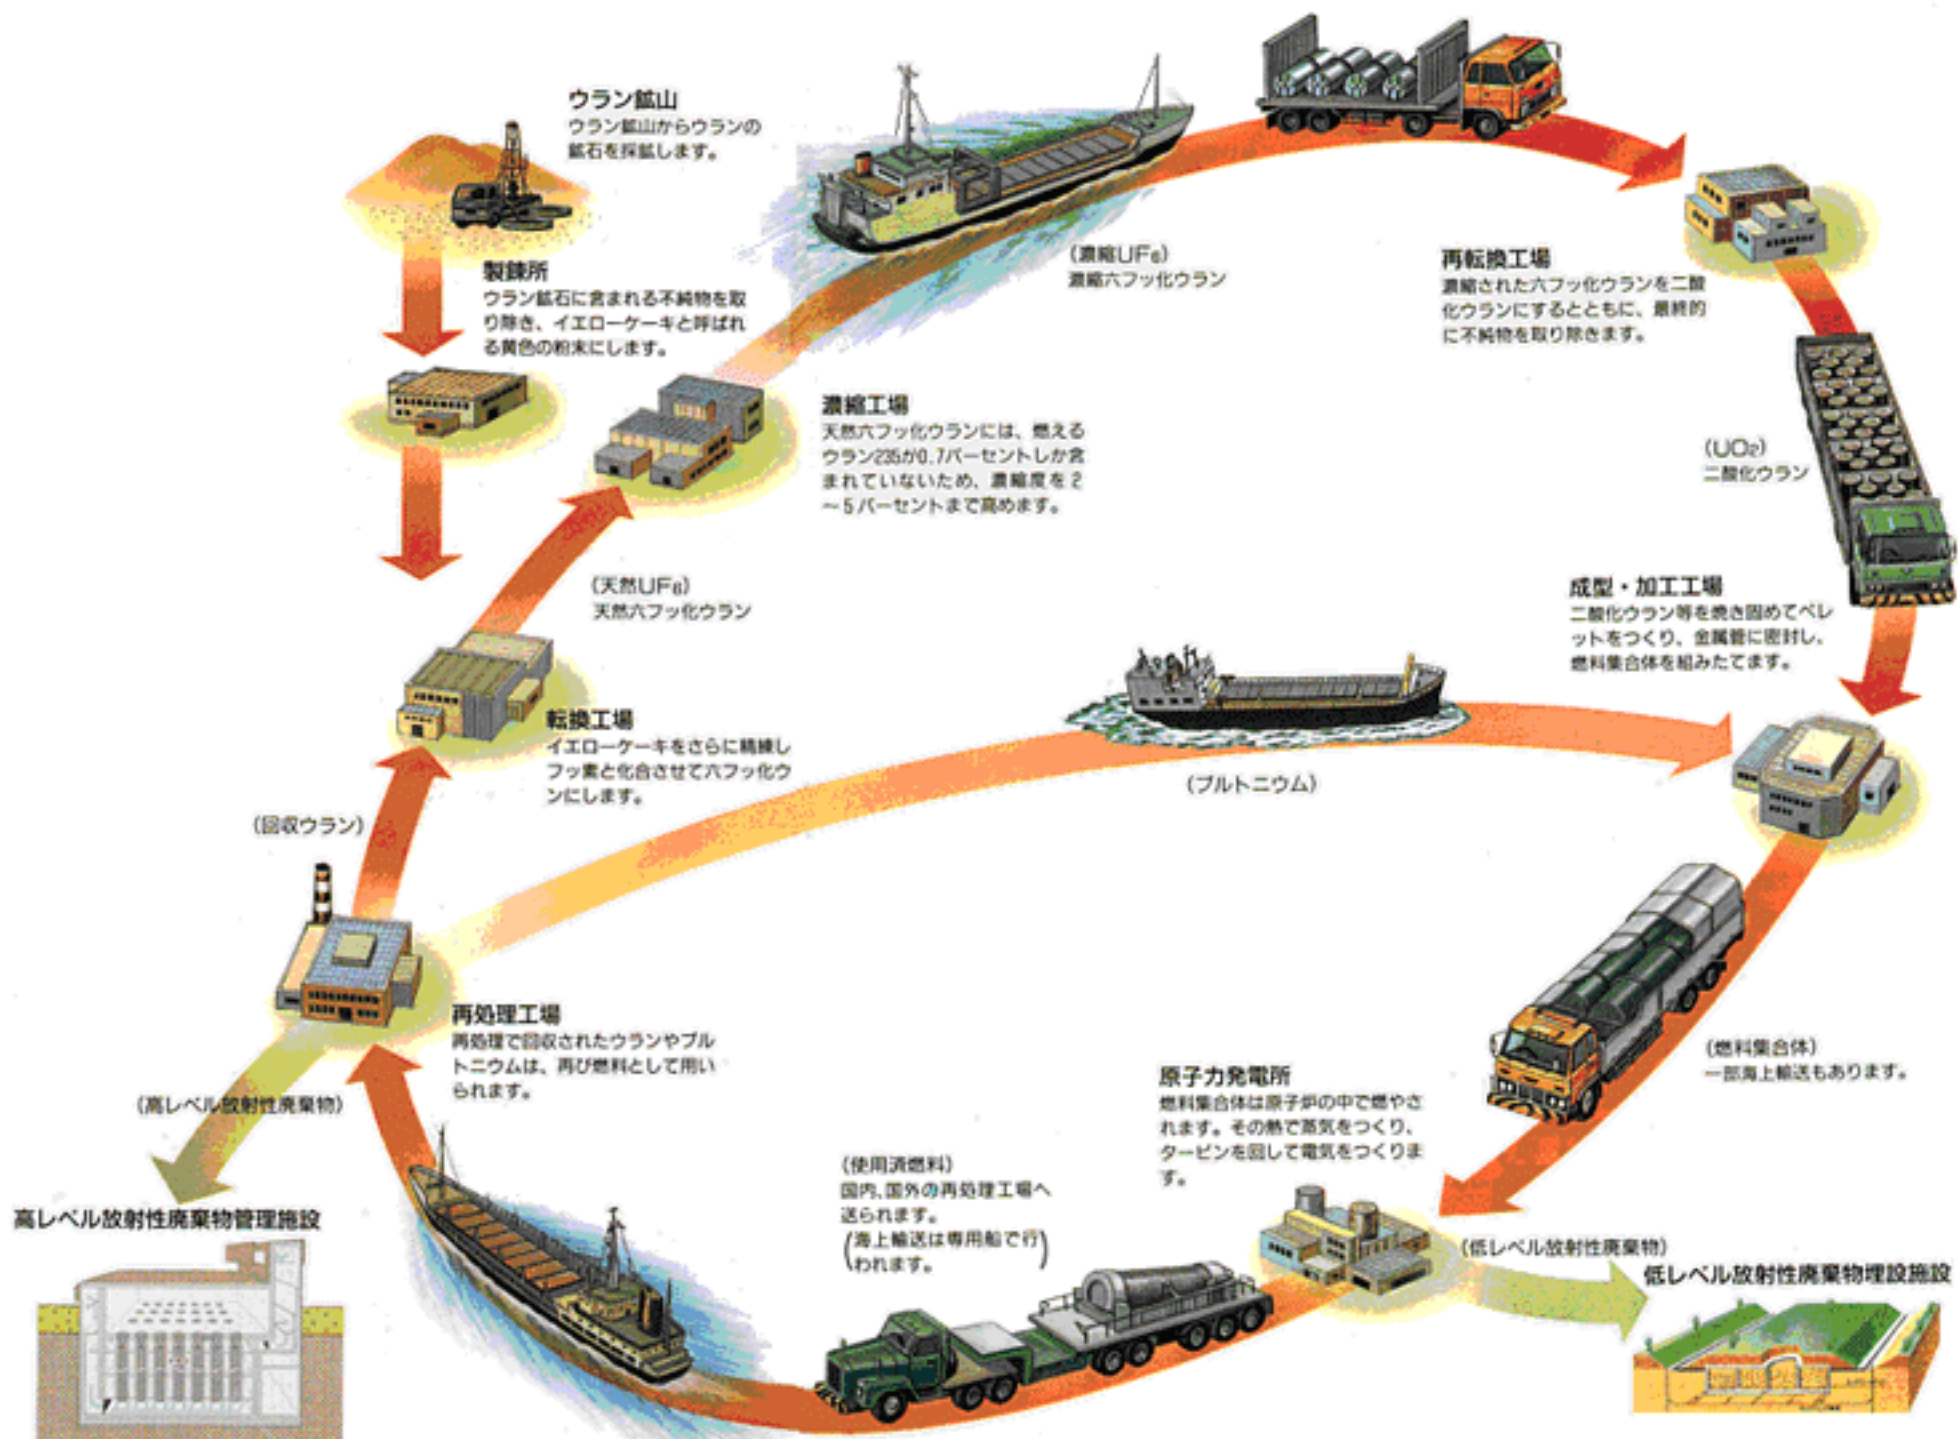 ウラン鉱山
ウラン鉱山からウランの
鉱石を採鉱します。
製錬所
ウラン鉱石に含まれる不純物を取
り除き、イエローケーキと呼ばれ
る黄色の粉末にします。
(濃縮UF6)
濃縮六フッ化ウラン
再転換工場
濃縮された六フッ化ウランを二酸
化ウランにするとともに、最終的
に不純物を取り除きます。
濃縮工場
天然六フッ化ウランには、燃える
ウラン235が0.7パーセントしか含
まれていないため、濃縮度を2
〜5パーセントまで高めます。
(UO2)
二酸化ウラン
(天然UF6)
天然六フッ化ウラン
成型・加工工場
二酸化ウラン等を焼き固めてペレ
ットをつくり、金属管に密封し、
燃料集合体を組みたてます。
転換工場
イエローケーキをさらに精練し
フッ素と化合させて六フッ化ウ
ンにします。
(プルトニウム)
(回収ウラン)
再処理工場
再処理で回収されたウランやプル
トニウムは、再び燃料として用い
られます。
(燃料集合体)
一部海上輸送もあります。
原子力発電所
燃料集合体は原子炉の中で燃やさ
れます。その熱で蒸気をつくり、
タービンを回して電気をつくりま
す。
(高レベル放射性廃棄物)
(使用済燃料)
国内、国外の再処理工場へ
送られます。
(海上輸送は専用船で行
われます。)
高レベル放射性廃棄物管理施設
(低レベル放射性廃棄物)
低レベル放射性廃棄物埋設施設